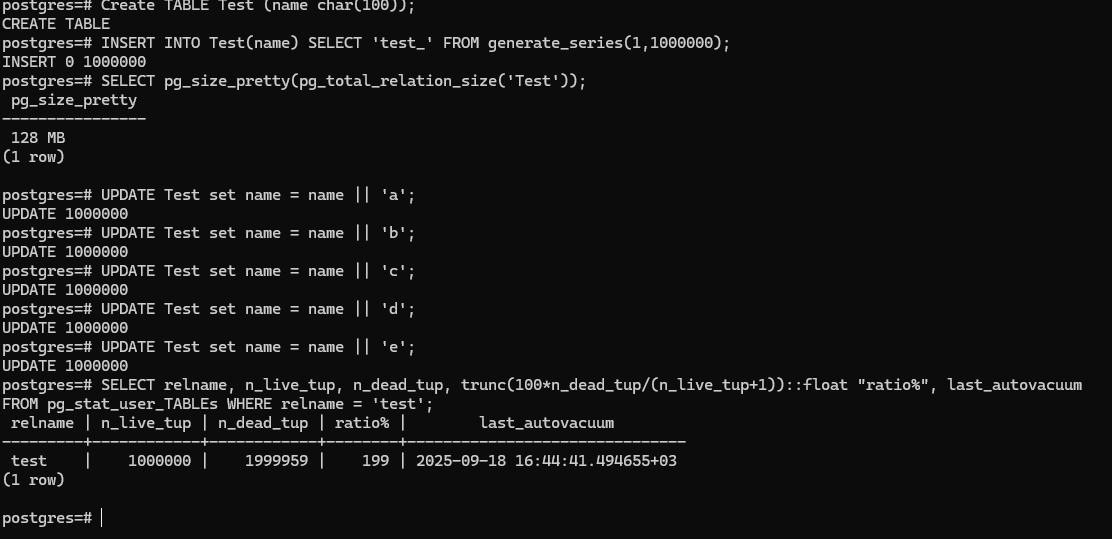 postgres=# Create TABLE Test (name char(100));
CREATE TABLE
postgres=# INSERT INTO Test(name) SELECT 'test_' FROM generate_series(1,1000000);
INSERT 0 1000000
postgres=# SELECT pg_size_pretty(pg_total_relation_size('Test'));
 pg_size_pretty
----------------
 128 MB
(1 row)

postgres=# UPDATE Test set name = name || 'a';
UPDATE 1000000
postgres=# UPDATE Test set name = name || 'b';
UPDATE 1000000
postgres=# UPDATE Test set name = name || 'c';
UPDATE 1000000
postgres=# UPDATE Test set name = name || 'd';
UPDATE 1000000
postgres=# UPDATE Test set name = name || 'e';
UPDATE 1000000
postgres=# SELECT relname, n_live_tup, n_dead_tup, trunc(100*n_dead_tup/(n_live_tup+1))::float "ratio%", last_autovacuum
FROM pg_stat_user_TABLEs WHERE relname = 'test';
 relname | n_live_tup | n_dead_tup | ratio% |        last_autovacuum
---------+------------+------------+--------+-------------------------------
 test    |    1000000 |    1999959 |    199 | 2025-09-18 16:44:41.494655+03
(1 row)

postgres=#